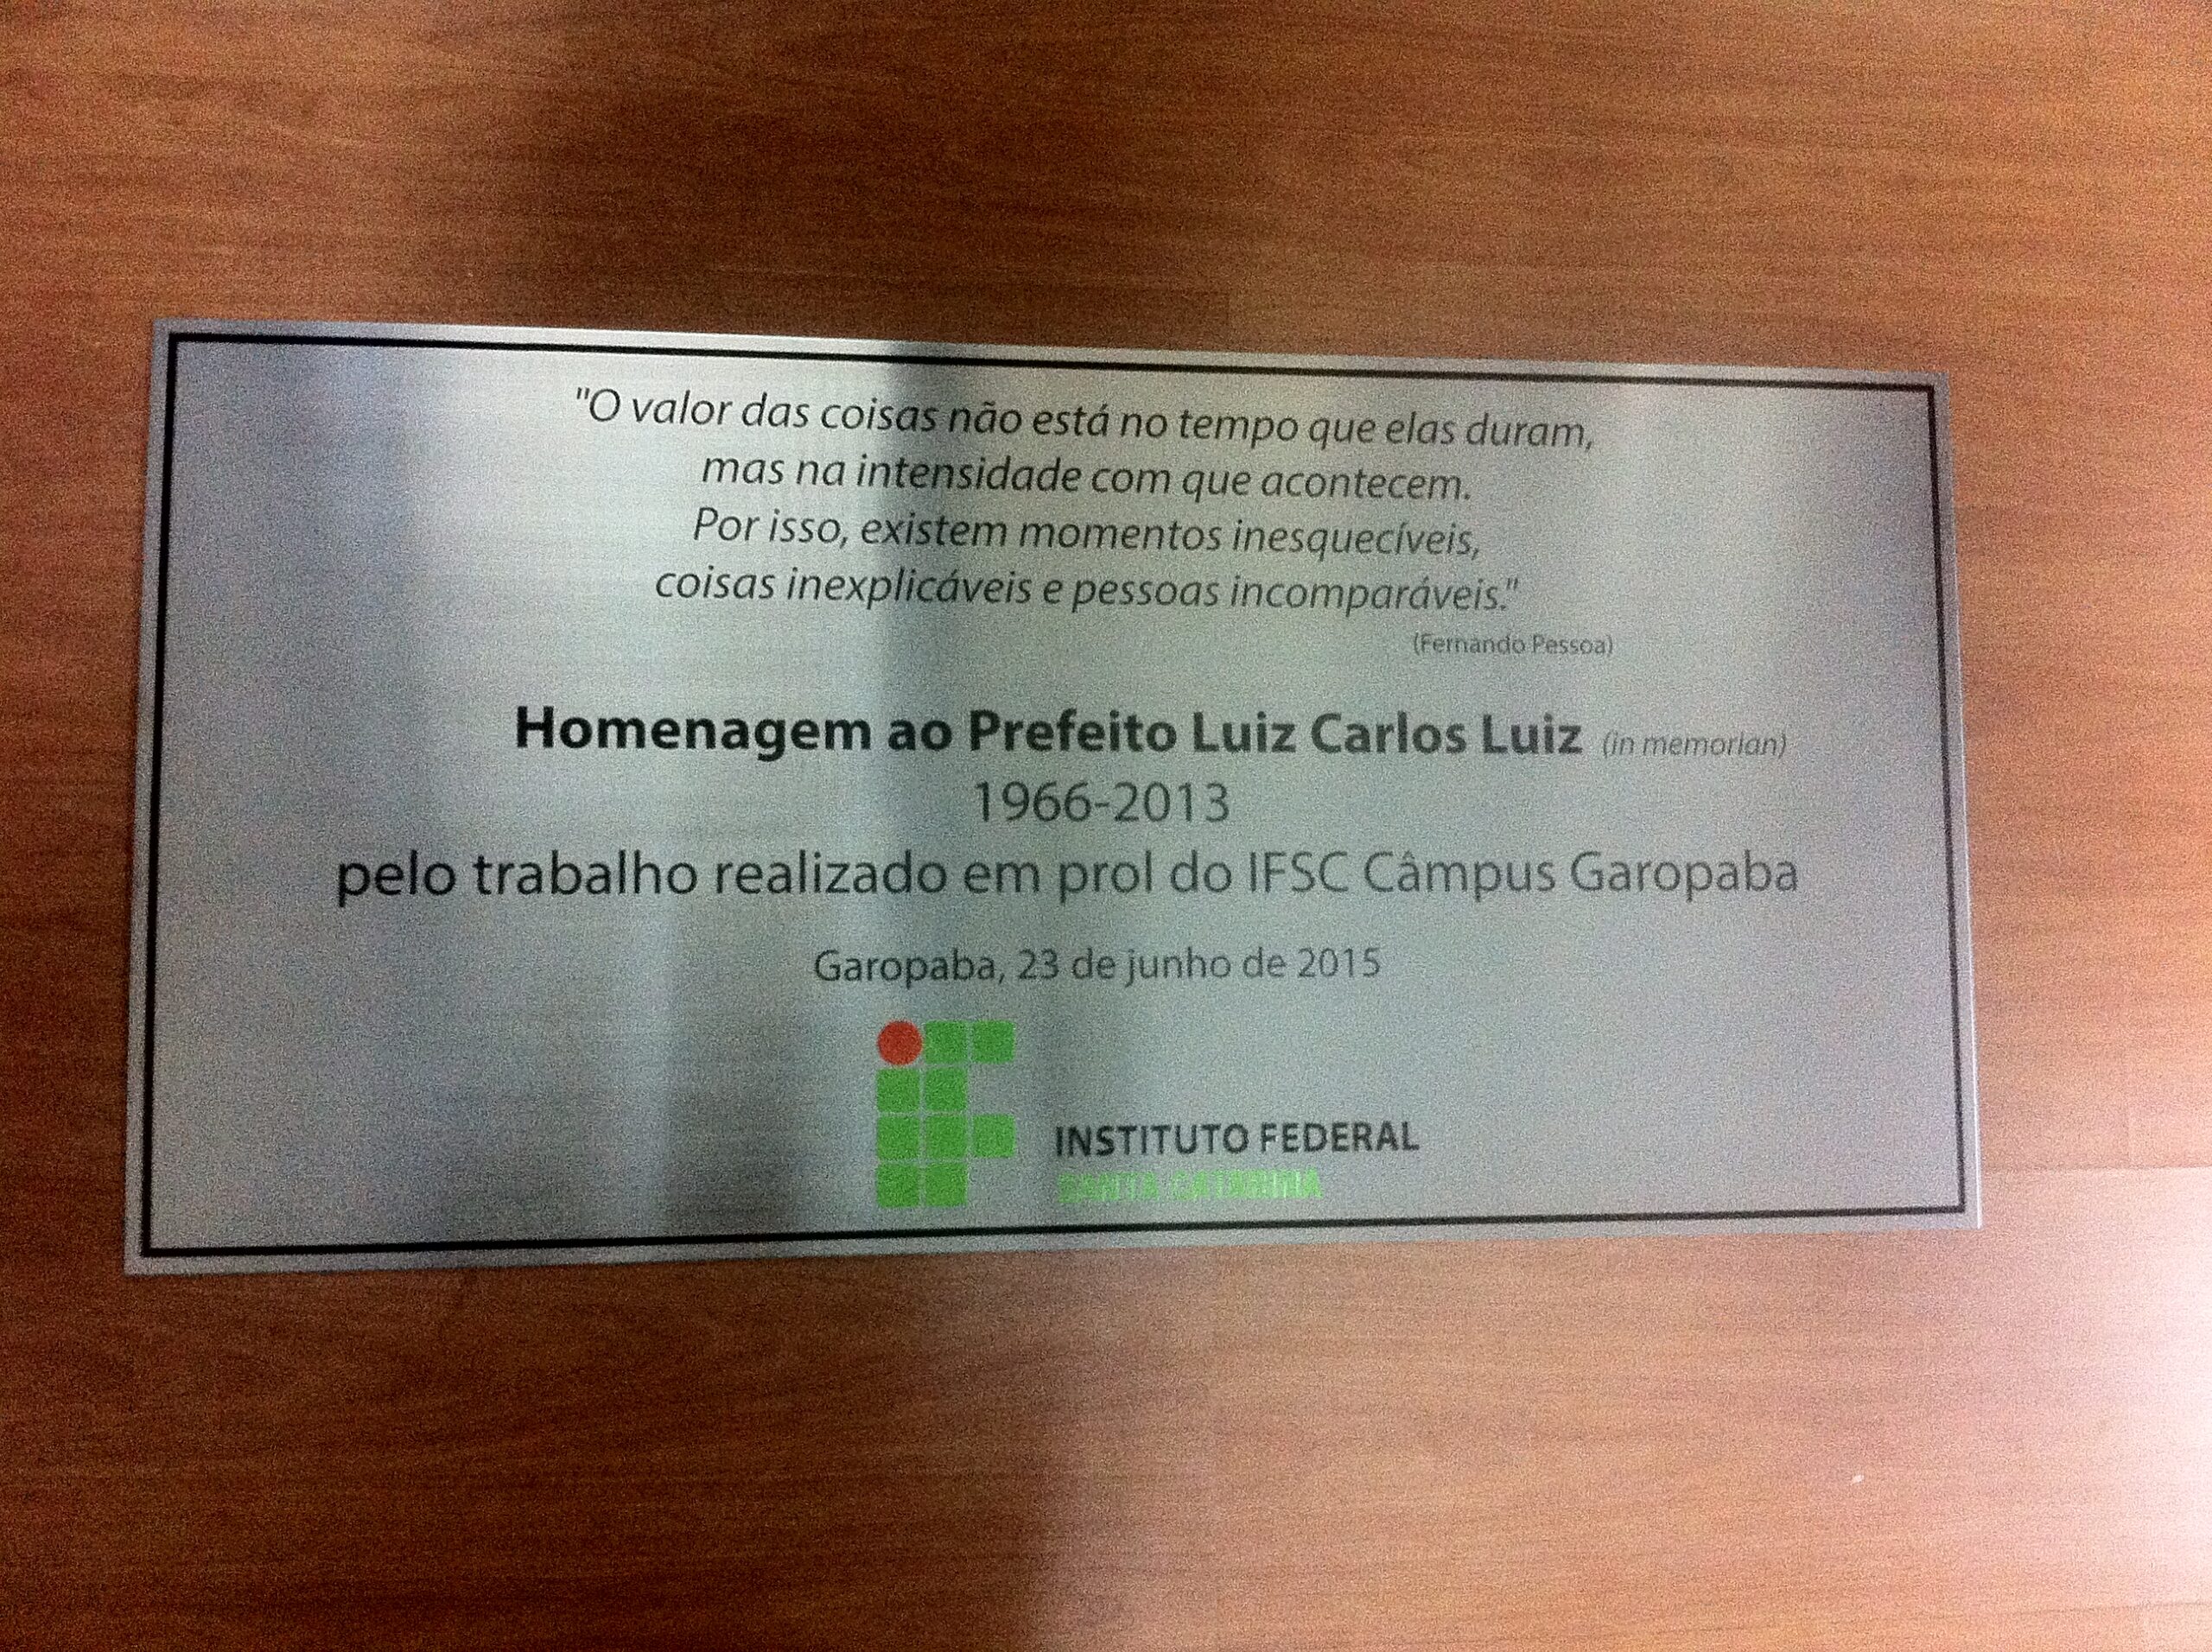 "O valor das coisas não está no tempo que elas duram,
mas na intensidade com que acontecem.
Por isso, existem momentos inesquecíveis,
coisas inexplicáveis e pessoas incomparáveis."
(Fernando Pessoa)
Homenagem ao Prefeito Luiz Carlos Luiz (in memorian)
1966-2013
pelo trabalho realizado em prol do IFSC Câmpus Garopaba
Garopaba, 23 de junho de 2015
INSTITUTO FEDERAL
SANTA CATARINA